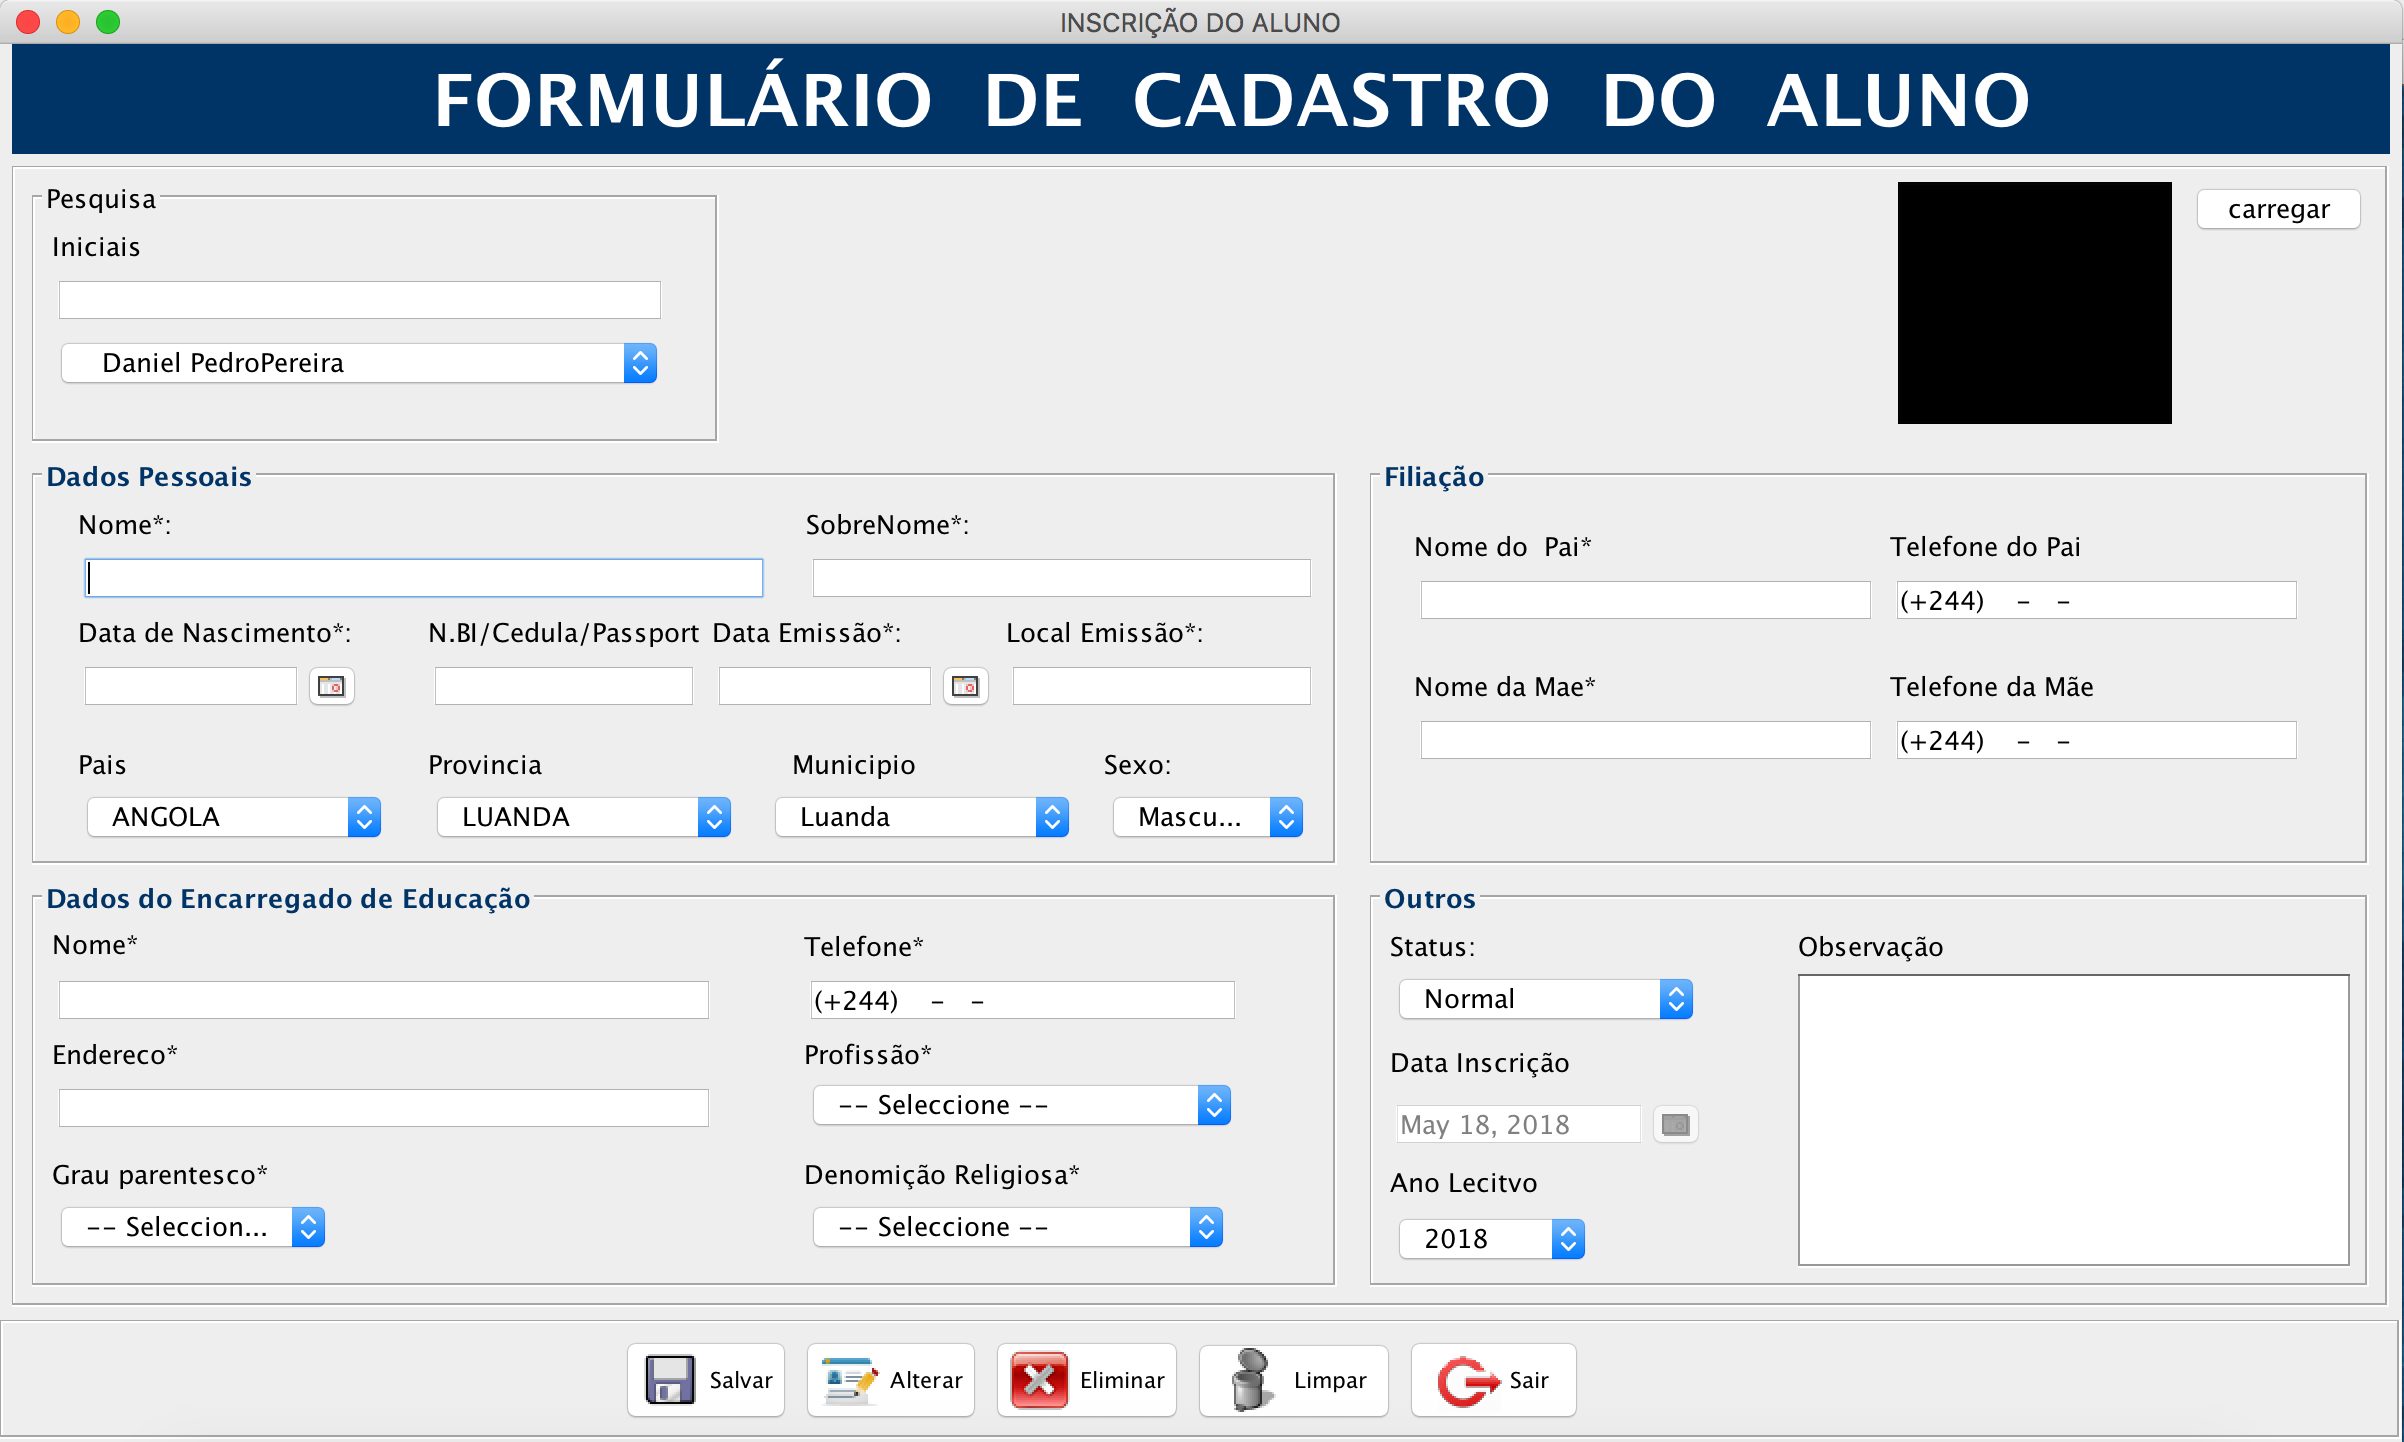 INSCRIÇÃO DO ALUNO
FORMULÁRIO DE CADASTRO DO ALUNO
carregar
Pesquisa
Iniciais
Daniel PedroPereira
Dados Pessoais
Nome*: SobreNome*:
Data de Nascimento*: N.BI/Cedula/Passport Data Emissão*: Local Emissão*:
Pais Provincia Municipio Sexo:
ANGOLA LUANDA Luanda Mascu...
Filiação
Nome do  Pai* Telefone do Pai
(+244)    -   -
Nome da Mae* Telefone da Mãe
(+244)    -   -
Dados do Encarregado de Educação
Nome* Telefone*
(+244)    -   -
Endereco* Profissão*
-- Seleccione --
Grau parentesco* Denomição Religiosa*
-- Seleccion... -- Seleccione --
Outros
Status: Observação
Normal
Data Inscrição
May 18, 2018
Ano Lecitvo
2018
Salvar Alterar Eliminar Limpar Sair